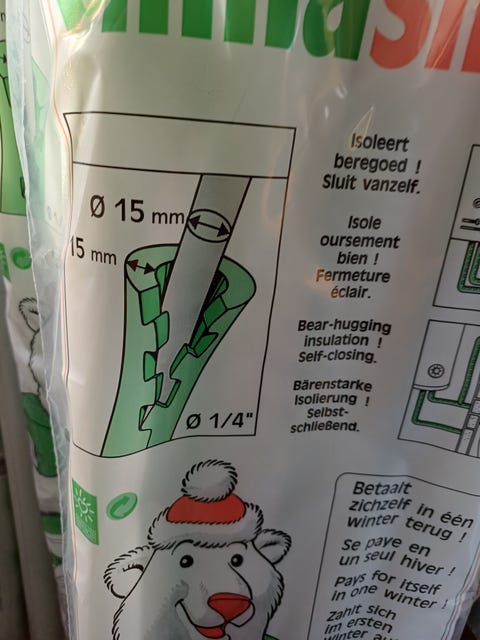 Ø 15 mm
15 mm
Ø 1/4"
Isoleert
beregoed !
Sluit vanzelf.
Isole
oursement
bien !
Fermeture
éclair.
Bear-hugging
insulation !
Self-closing.
Bärenstarke
Isolierung !
Selbst-
schließend.
Betaalt
zichzelf in één
winter terug !
Se paye en
un seul hiver !
Pays for itself
in one winter !
Zahlt sich
im ersten
Winter